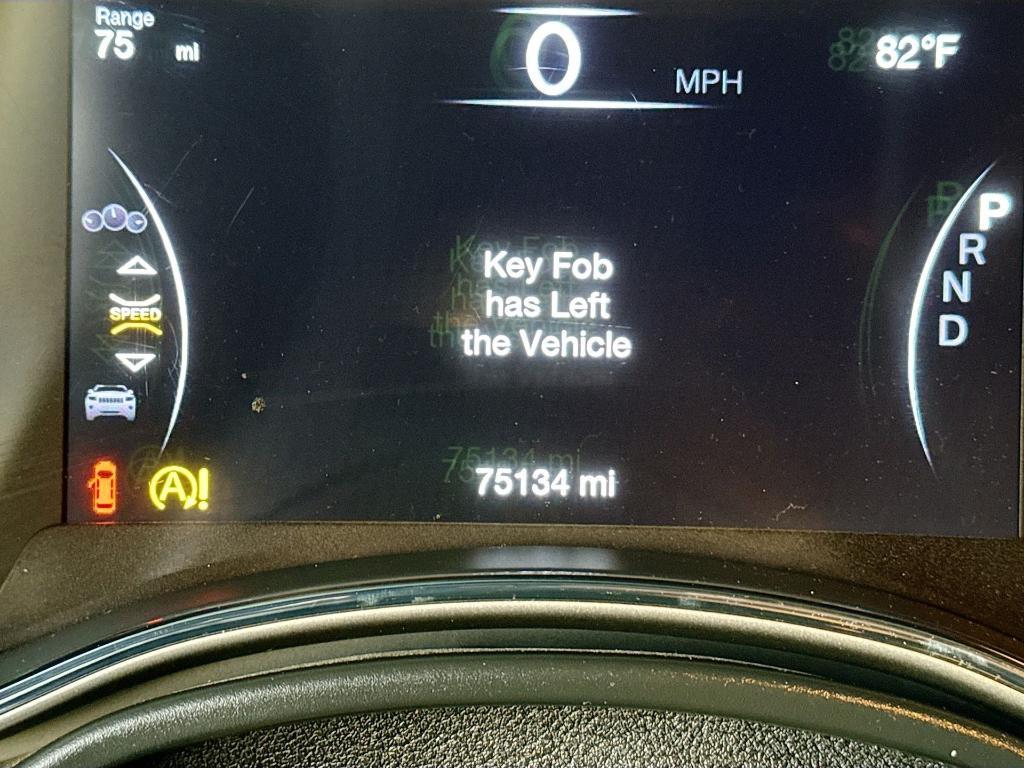 Range
75 mi
0
MPH
82°F
SPEED
Key Fob
has Left
the Vehicle
P
R
N
D
A!
75134 mi